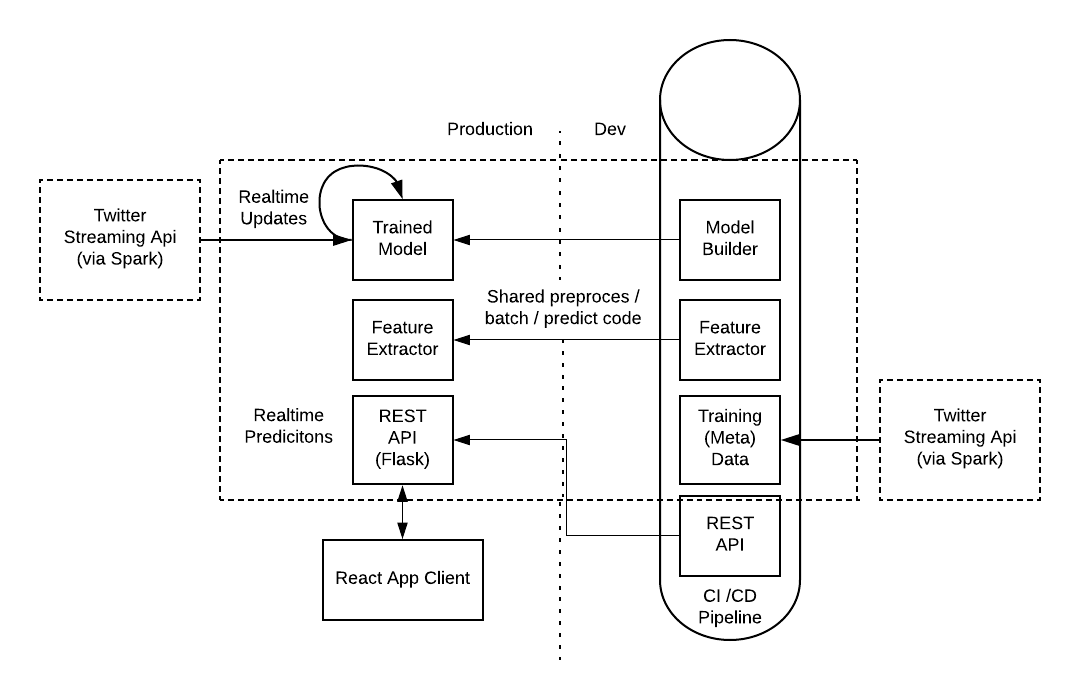 Production
Dev
Realtime
Updates
Twitter
Streaming Api
(via Spark)
Trained
Model
Model
Builder
Shared preproces /
batch / predict code
Feature
Extractor
Feature
Extractor
Realtime
Predicitons
REST
API
(Flask)
Training
(Meta)
Data
Twitter
Streaming Api
(via Spark)
REST
API
React App Client
CI /CD
Pipeline